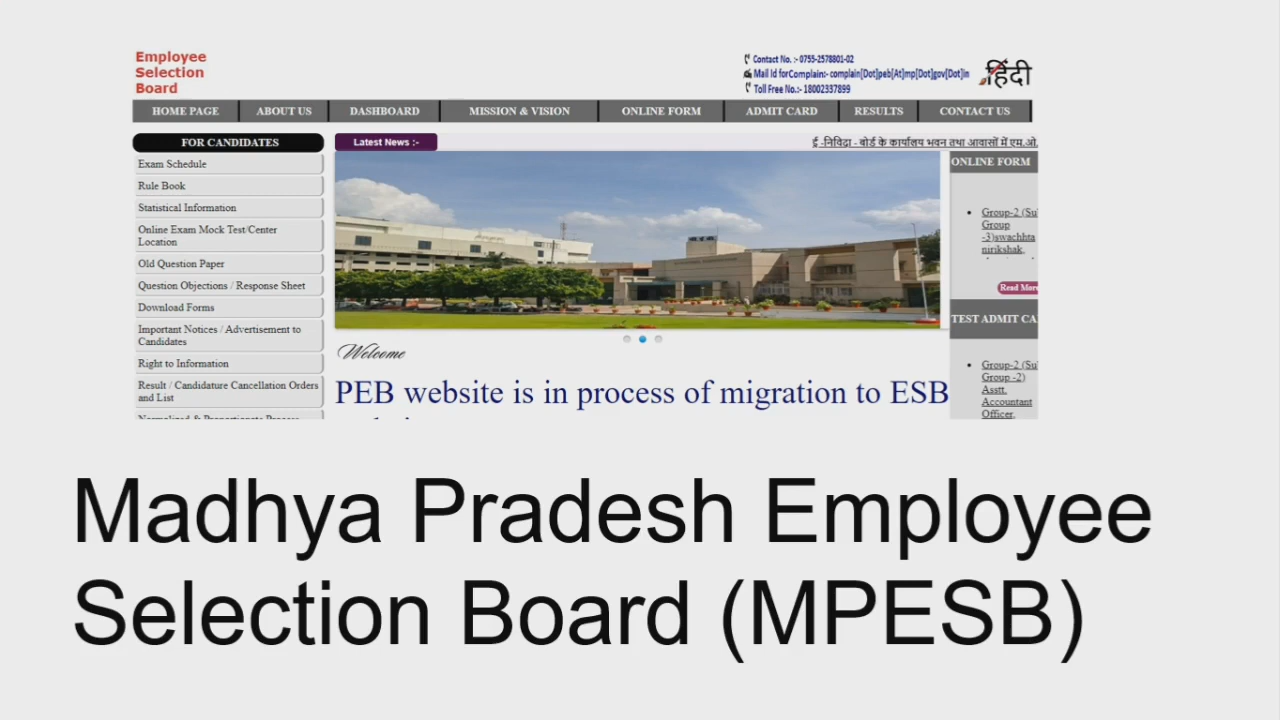 Employee
Selection
Board
Contact No. :- 0755-2578801-02
Mail Id forComplain:- complain[Dot]peb[At]mp[Dot]gov[Dot]in
Toll Free No.:- 18002337899
हिंदी
HOME PAGE ABOUT US DASHBOARD MISSION & VISION ONLINE FORM ADMIT CARD RESULTS CONTACT US
FOR CANDIDATES
Exam Schedule
Rule Book
Statistical Information
Online Exam Mock Test/Center
Location
Old Question Paper
Question Objections / Response Sheet
Download Forms
Important Notices / Advertisement to
Candidates
Right to Information
Result / Candidature Cancellation Orders
and List
Normalized & Proportionate Process
Latest News :-
ई -निविदा - बोर्ड के कार्यालय भवन तथा आवासों में एम.ओ.
Welcome
PEB website is in process of migration to ESB
ONLINE FORM
Group-2 (Su
Group
-3)swachhta
nirikshak,
Read More
TEST ADMIT CA
Group-2 (Su
Group -2)
Asstt.
Accountant
Officer,
Madhya Pradesh Employee
Selection Board (MPESB)